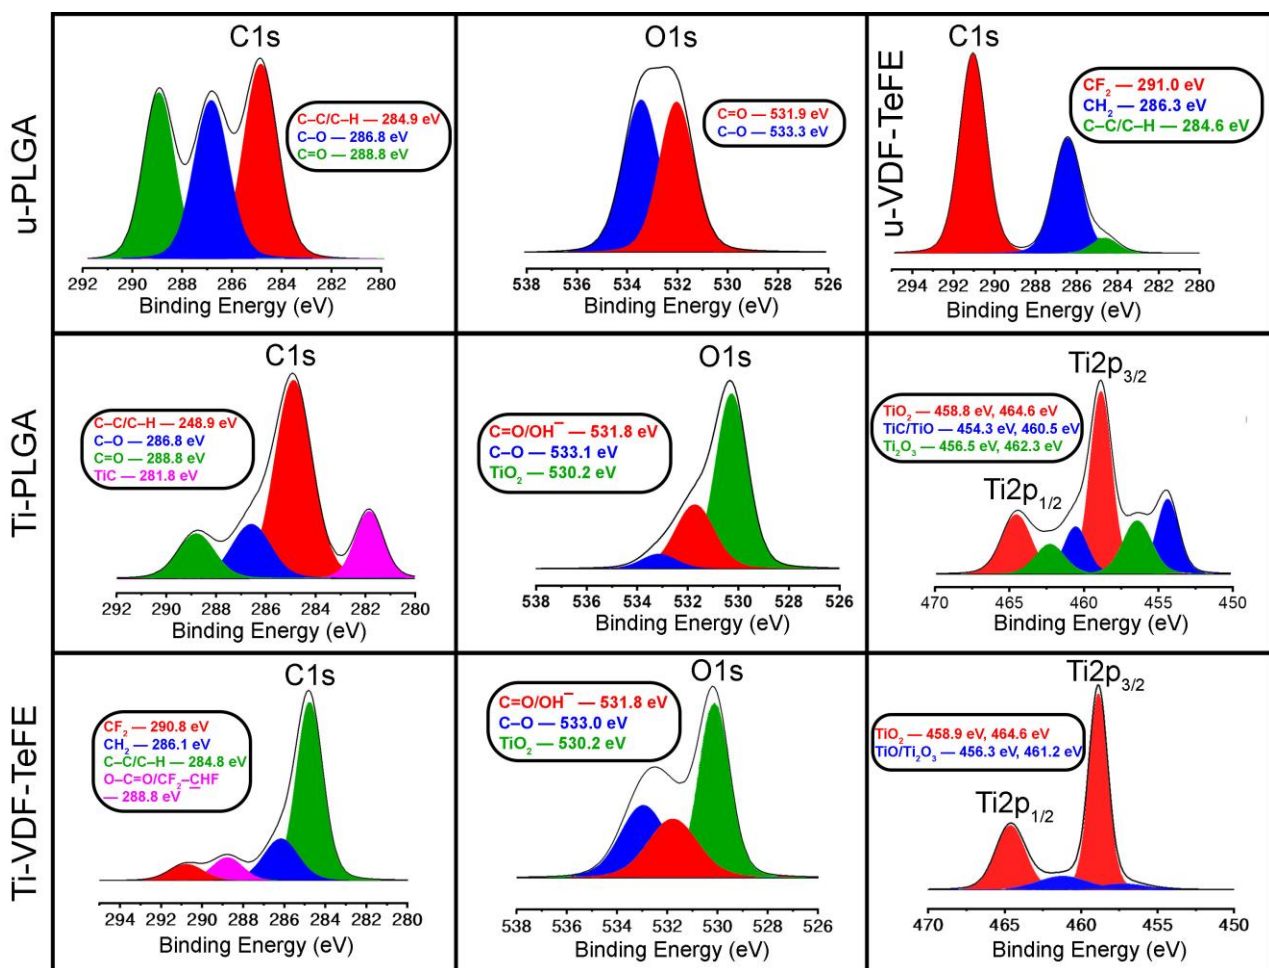 u-PLGA
C1s
C–C/C–H — 284.9 eV
C–O — 286.8 eV
C=O — 288.8 eV
292 290 288 286 284 282 280
Binding Energy (eV)
O1s
C=O — 531.9 eV
C–O — 533.3 eV
538 536 534 532 530 528 526
Binding Energy (eV)
u-VDF-TeFE
C1s
CF₂ — 291.0 eV
CH₂ — 286.3 eV
C–C/C–H — 284.6 eV
294 292 290 288 286 284 282 280
Binding Energy (eV)
Ti-PLGA
C1s
C–C/C–H — 248.9 eV
C–O — 286.8 eV
C=O — 288.8 eV
TiC — 281.8 eV
292 290 288 286 284 282 280
Binding Energy (eV)
O1s
C=O/OH⁻ — 531.8 eV
C–O — 533.1 eV
TiO₂ — 530.2 eV
538 536 534 532 530 528 526
Binding Energy (eV)
Ti2p₃/₂
TiO₂ — 458.8 eV, 464.6 eV
TiC/TiO — 454.3 eV, 460.5 eV
Ti₂O₃ — 456.5 eV, 462.3 eV
Ti2p₁/₂
470 465 460 455 450
Binding Energy (eV)
Ti-VDF-TeFE
C1s
CF₂ — 290.8 eV
CH₂ — 286.1 eV
C–C/C–H — 284.8 eV
O–C=O/CF₂–CHF
— 288.8 eV
294 292 290 288 286 284 282 280
Binding Energy (eV)
O1s
C=O/OH⁻ — 531.8 eV
C–O — 533.0 eV
TiO₂ — 530.2 eV
538 536 534 532 530 528 526
Binding Energy (eV)
Ti2p₃/₂
TiO₂ — 458.9 eV, 464.6 eV
TiO/Ti₂O₃ — 456.3 eV, 461.2 eV
Ti2p₁/₂
470 465 460 455 450
Binding Energy (eV)